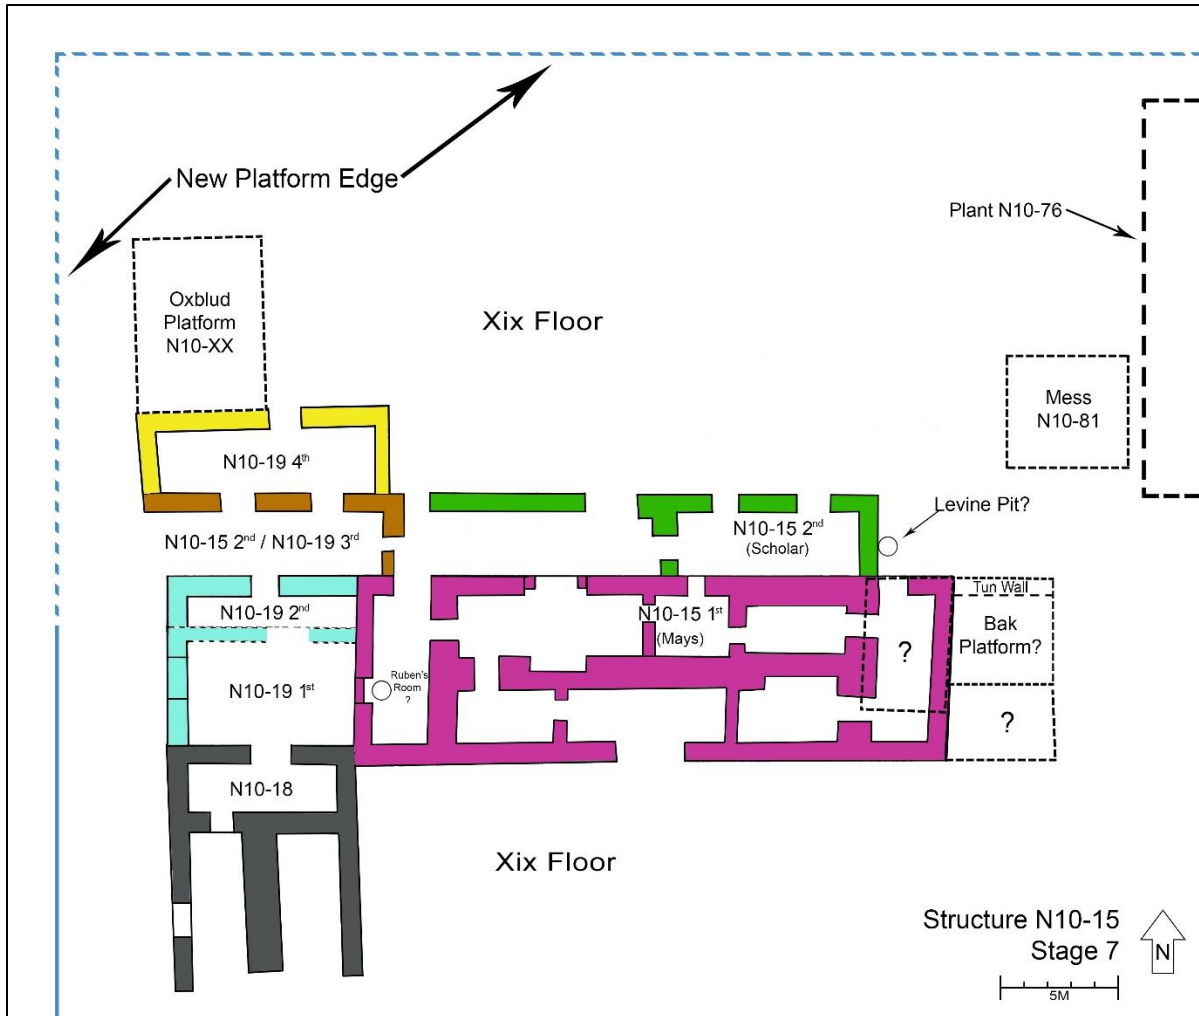 New Platform Edge
Plant N10-76
Oxblud
Platform
N10-XX
Xix Floor
Mess
N10-81
N10-19 4th
Levine Pit?
N10-15 2nd
(Scholar)
N10-15 2nd / N10-19 3rd
Tun Wall
N10-19 2nd
N10-15 1st
(Mays)
Bak
Platform?
?
Ruben's
Room
?
N10-19 1st
?
N10-18
Xix Floor
Structure N10-15
Stage 7
N
5M